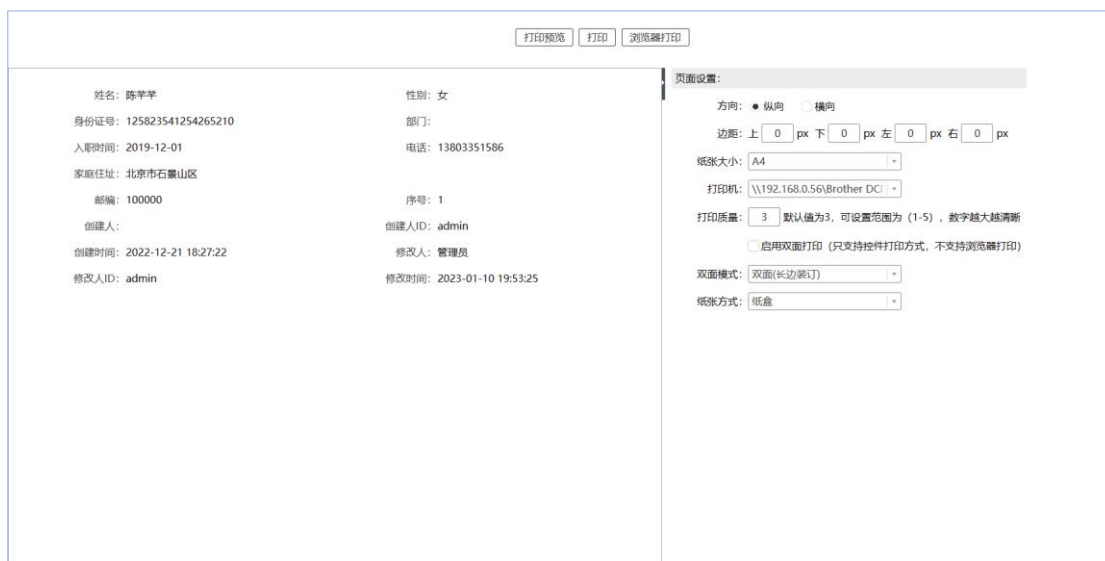 打印预览 打印 浏览器打印
姓名: 陈芊芊 性别: 女
身份证号: 125823541254265210 部门:
入职时间: 2019-12-01 电话: 13803351586
家庭住址: 北京市石景山区
邮编: 100000 序号: 1
创建人: 创建人ID: admin
创建时间: 2022-12-21 18:27:22 修改人: 管理员
修改人ID: admin 修改时间: 2023-01-10 19:53:25
页面设置:
方向: 纵向 横向
边距: 上 0 px 下 0 px 左 0 px 右 0 px
纸张大小: A4
打印机: \\192.168.0.56\Brother DC
打印质量: 3 默认值为3, 可设置范围为 (1-5) , 数字越大越清晰
启用双面打印 (只支持控件打印方式, 不支持浏览器打印)
双面模式: 双面(长边装订)
纸张方式: 纸盒